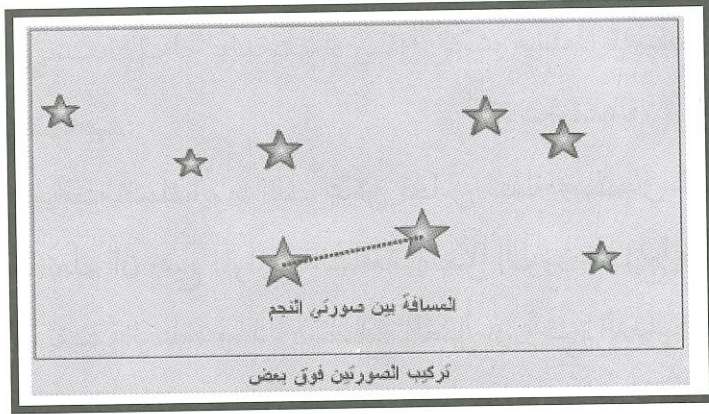 المسافة بين صورتي النجم
تركيب الصورتين فوق بعض